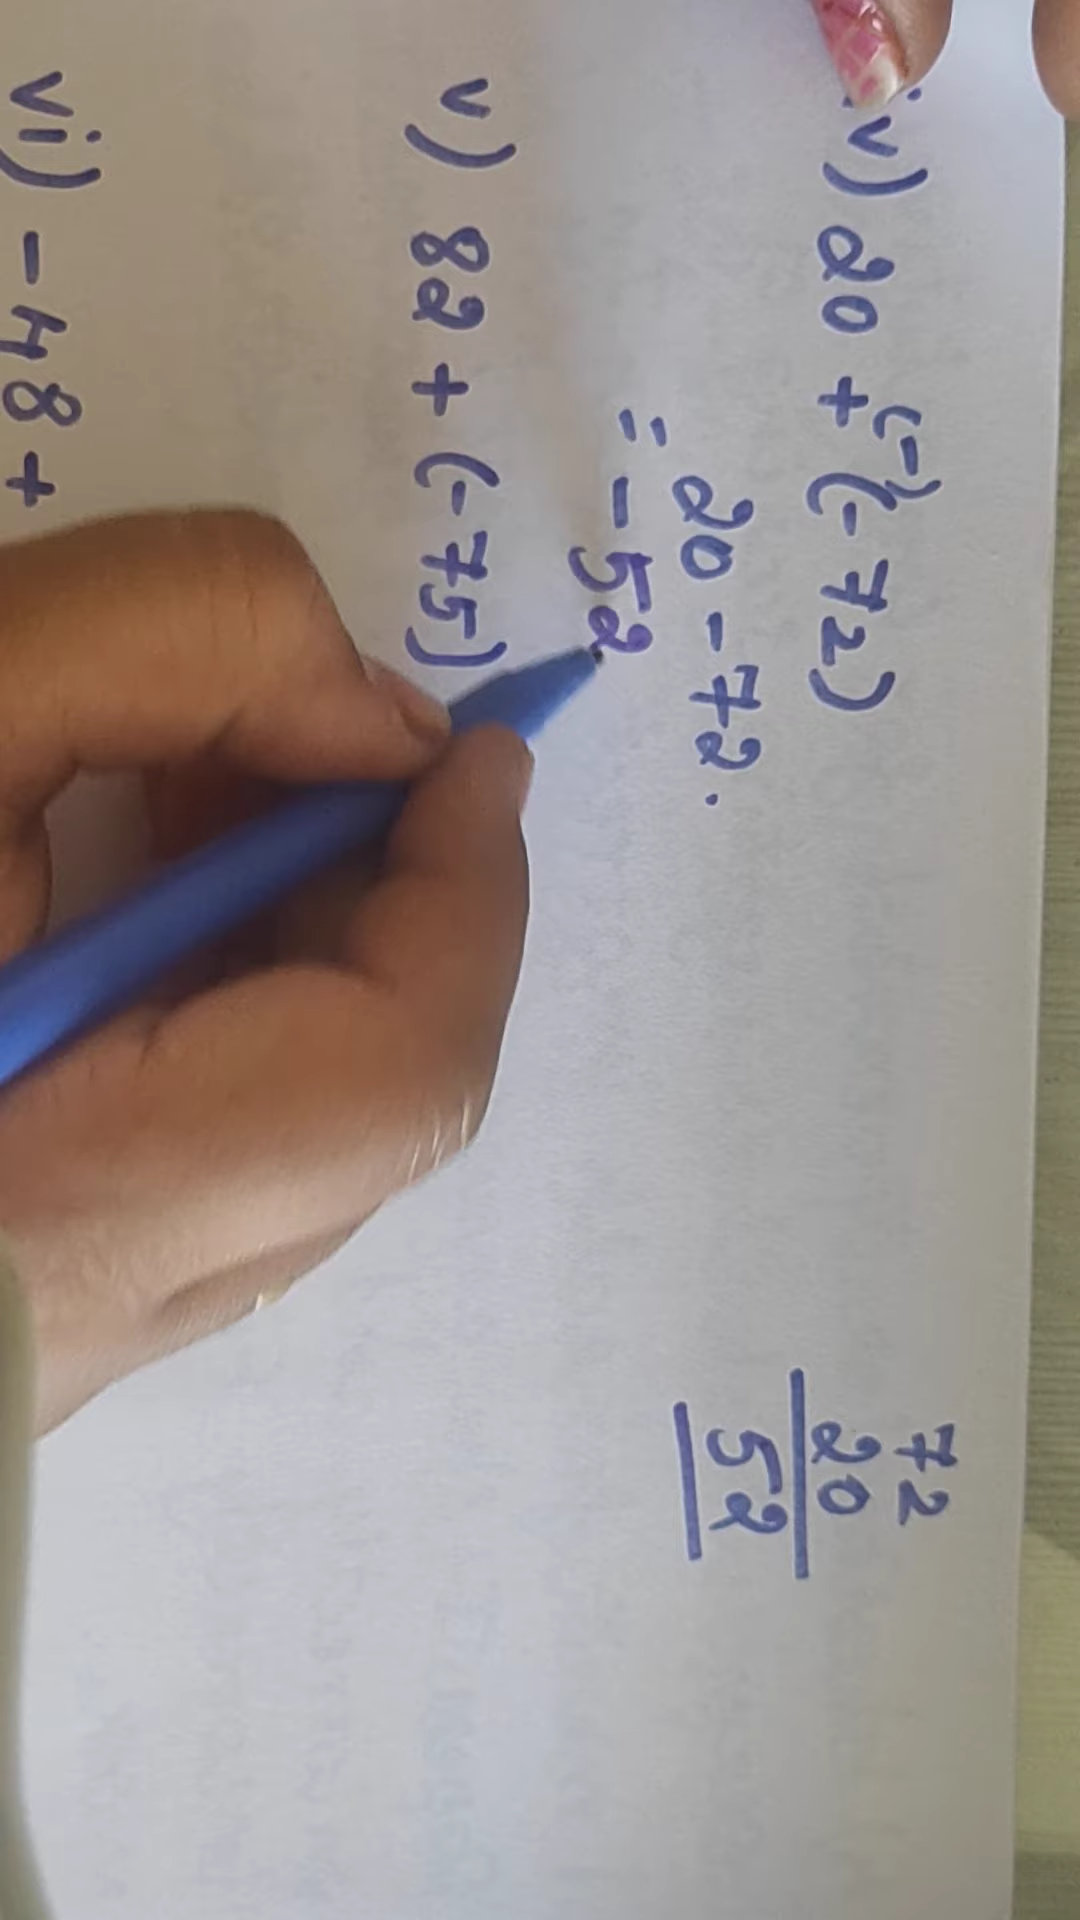 iv) 20 + (-72)
(-)
20 - 72.
= - 52
v) 82 + (-75)
vi) - 48 +
72
20
52